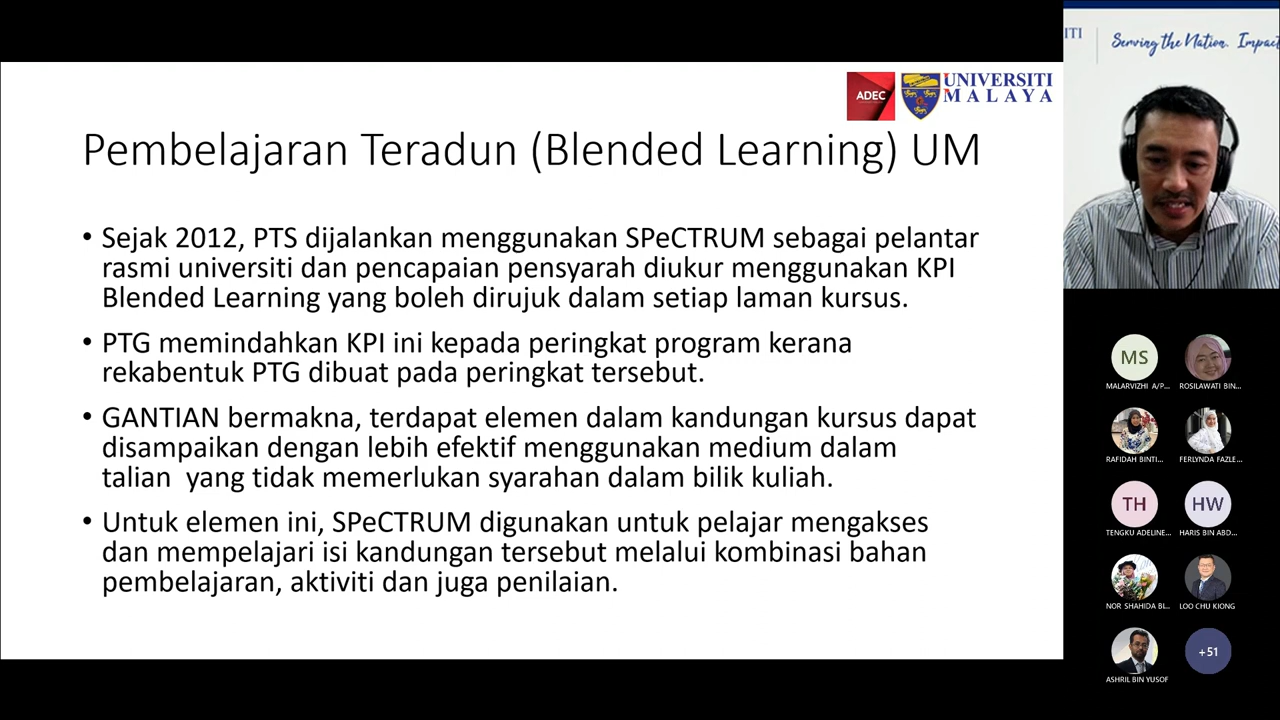 ITI
Serving the Nation. Impact
ADEC
UNIVERSITI
MALAYA
Pembelajaran Teradun (Blended Learning) UM
• Sejak 2012, PTS dijalankan menggunakan SPeCTRUM sebagai pelantar
rasmi universiti dan pencapaian pensyarah diukur menggunakan KPI
Blended Learning yang boleh dirujuk dalam setiap laman kursus.
• PTG memindahkan KPI ini kepada peringkat program kerana
rekabentuk PTG dibuat pada peringkat tersebut.
• GANTIAN bermakna, terdapat elemen dalam kandungan kursus dapat
disampaikan dengan lebih efektif menggunakan medium dalam
talian  yang tidak memerlukan syarahan dalam bilik kuliah.
• Untuk elemen ini, SPeCTRUM digunakan untuk pelajar mengakses
dan mempelajari isi kandungan tersebut melalui kombinasi bahan
pembelajaran, aktiviti dan juga penilaian.
MS
MALARVIZHI A/P...
ROSILAWATI BIN...
RAFIDAH BINTI...
FERLYNDA FAZLE...
TH
HW
TENGKU ADELINE...
HARIS BIN ABD...
NOR SHAHIDA BI...
LOO CHU KIONG
ASHRIL BIN YUSOF
+51